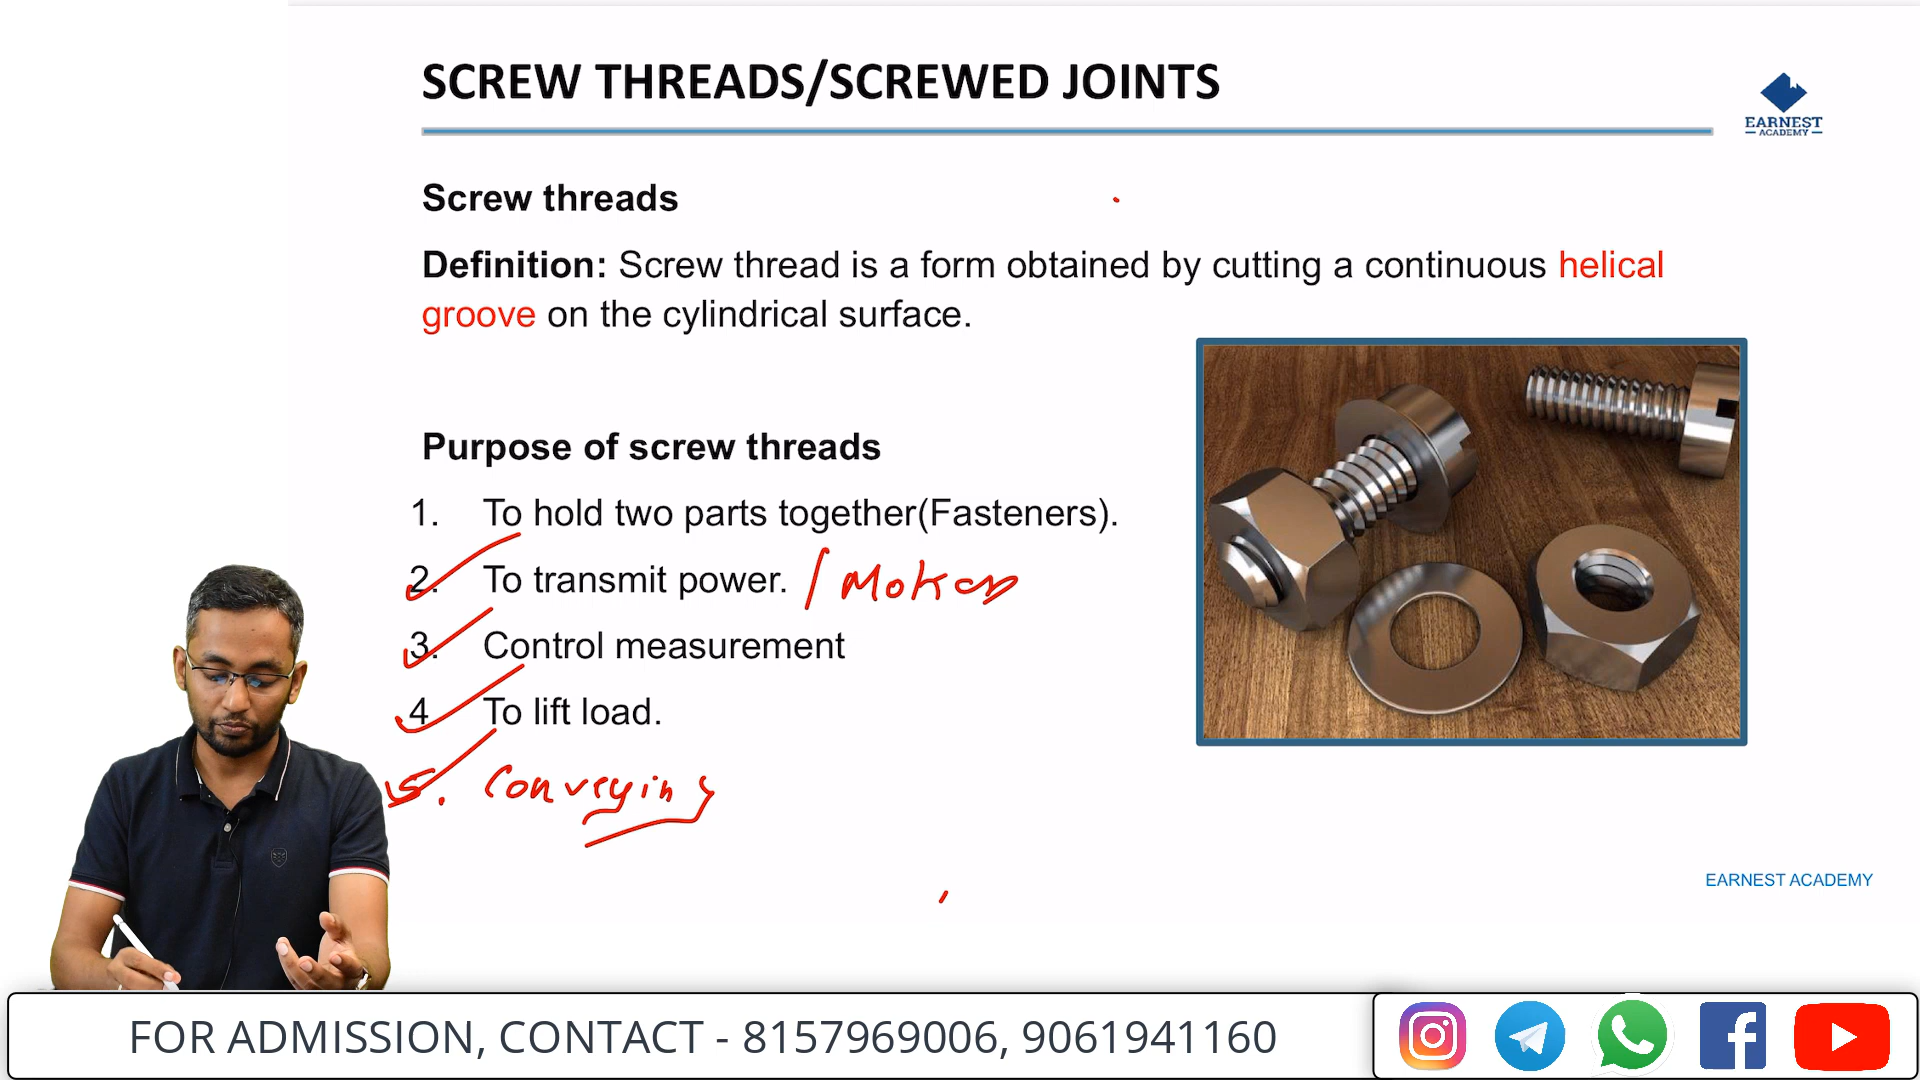 SCREW THREADS/SCREWED JOINTS
EARNEST
ACADEMY
Screw threads
Definition: Screw thread is a form obtained by cutting a continuous helical
groove on the cylindrical surface.
Purpose of screw threads
1. To hold two parts together(Fasteners).
2. To transmit power. / Motion
3. Control measurement
4 To lift load.
5. Conveying
EARNEST ACADEMY
FOR ADMISSION, CONTACT - 8157969006, 9061941160